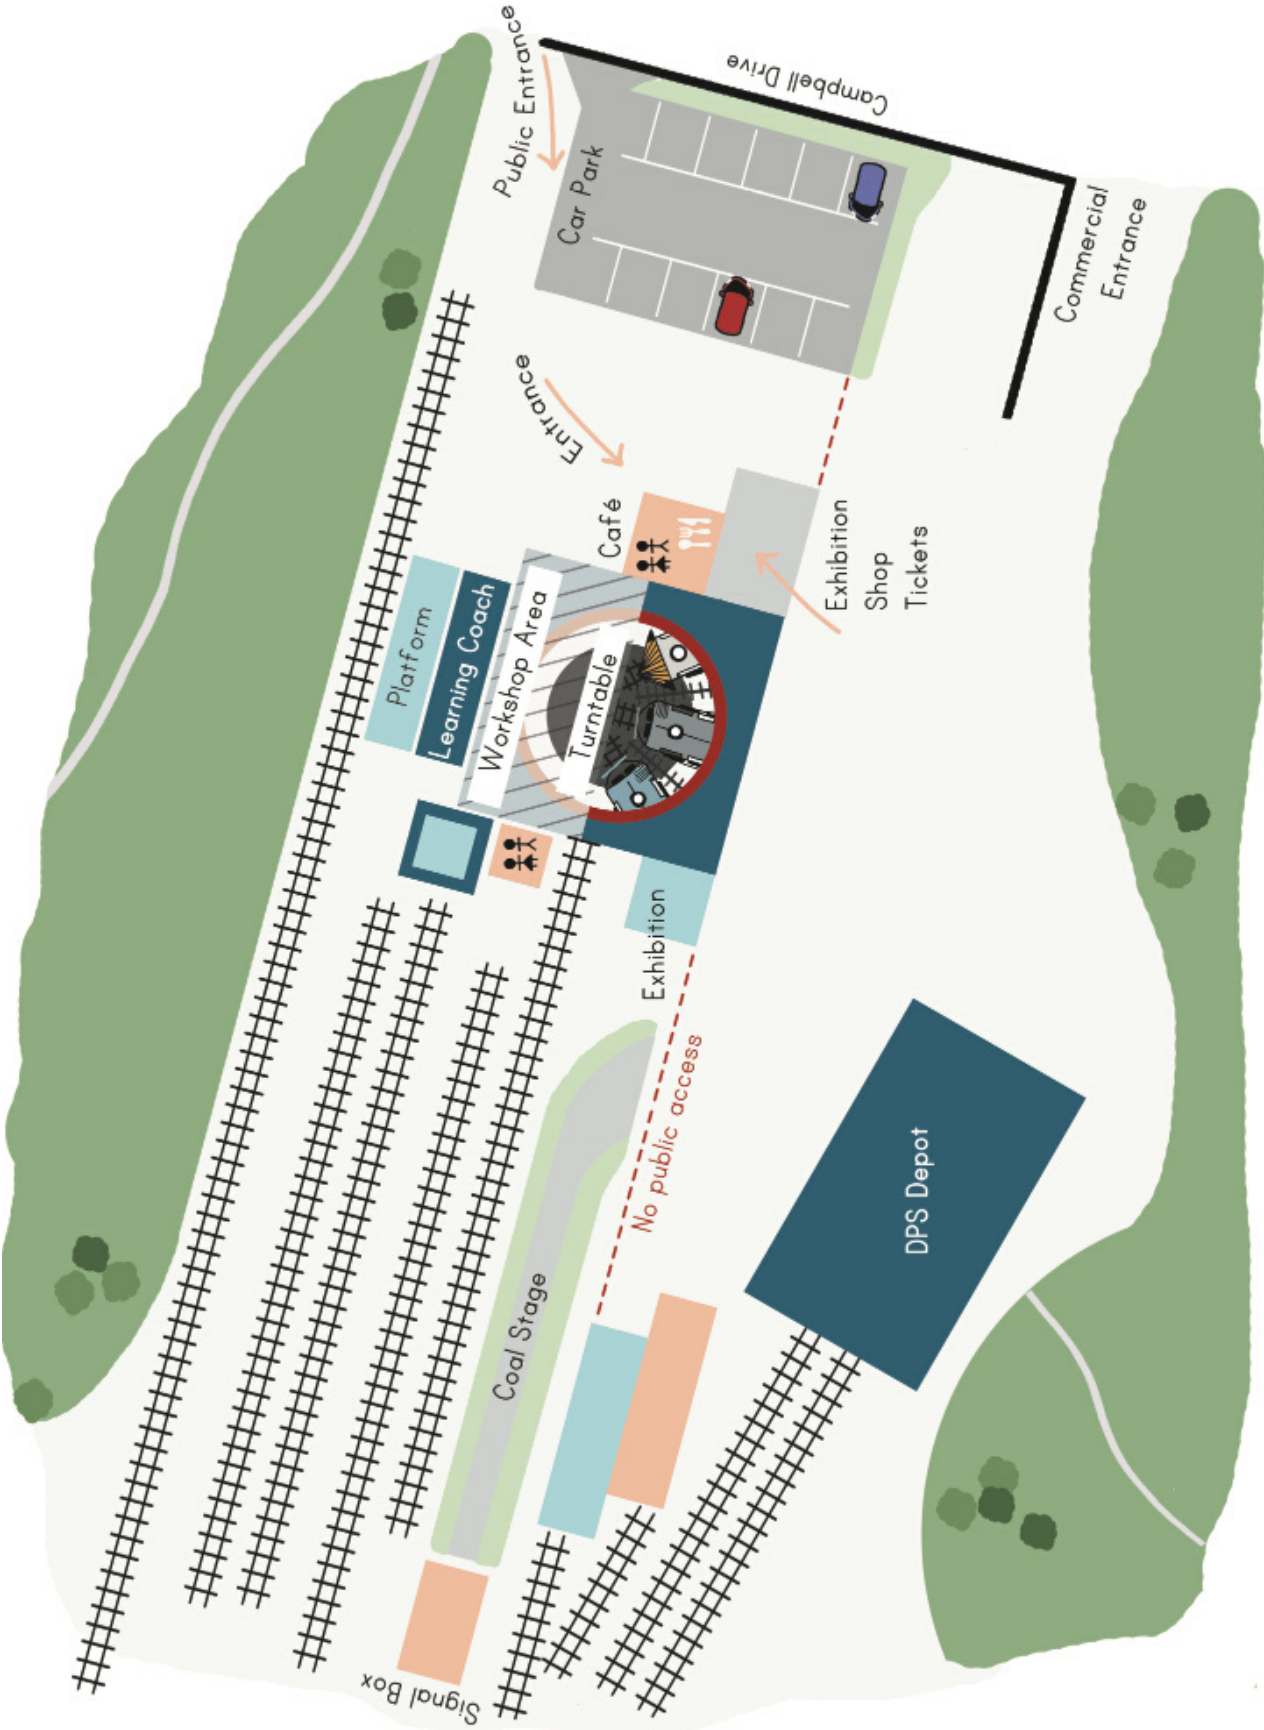 Public Entrance
Campbell Drive
Car Park
Commercial
Entrance
Entrance
Café
Exhibition
Shop
Tickets
Platform
Learning Coach
Workshop Area
Turntable
Exhibition
No public access
DPS Depot
Coal Stage
Signal Box